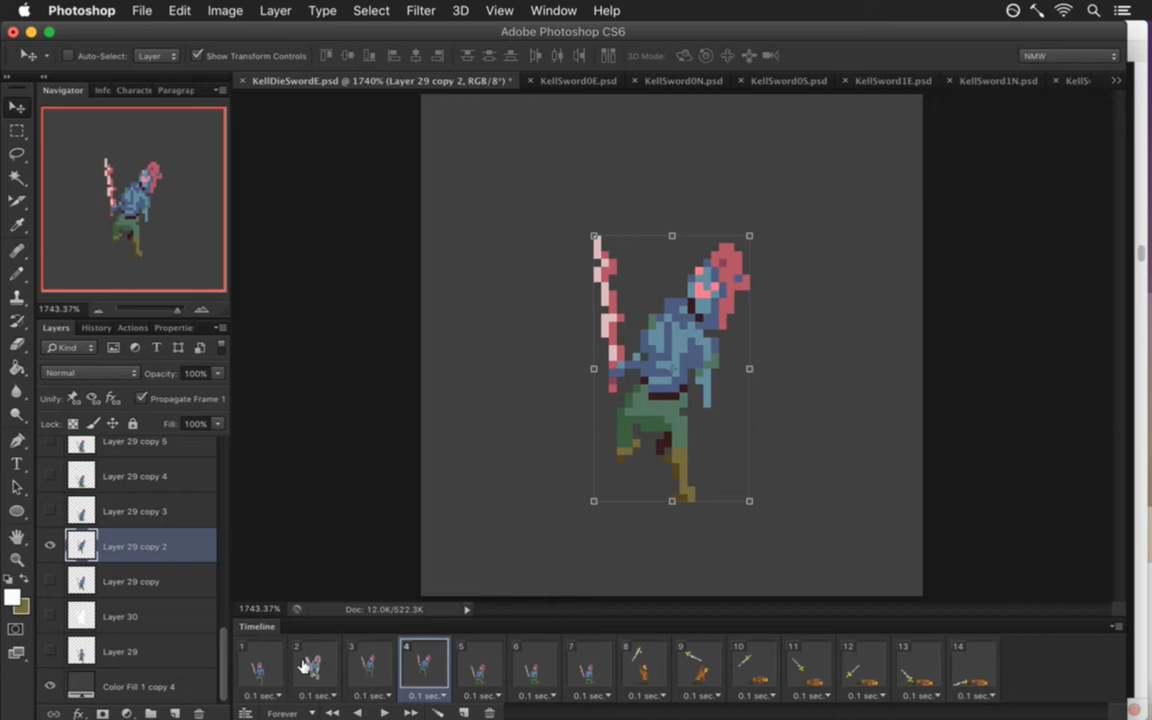 Photoshop File Edit Image Layer Type Select Filter 3D View Window Help
Adobe Photoshop CS6
Auto-Select: Layer Show Transform Controls 3D Mode: NMW
KellDieSwordE.psd @ 1740% (Layer 29 copy 2, RGB/8*) * KellSword0E.psd KellSword0N.psd KellSword0S.psd KellSword1E.psd KellSword1N.psd KellS
Navigator Info Characte Paragrap
1743.37%
Layers History Actions Propertie
Kind
Normal Opacity: 100%
Unify: Propagate Frame 1
Lock: Fill: 100%
Layer 29 copy 5
Layer 29 copy 4
Layer 29 copy 3
Layer 29 copy 2
Layer 29 copy
Layer 30
Layer 29
Color Fill 1 copy 4
1743.37% Doc: 12.0K/522.3K
Timeline
1 2 3 4 5 6 7 8 9 10 11 12 13 14
0.1 sec. 0.1 sec. 0.1 sec. 0.1 sec. 0.1 sec. 0.1 sec. 0.1 sec. 0.1 sec. 0.1 sec. 0.1 sec. 0.1 sec. 0.1 sec. 0.1 sec. 0.1 sec.
Forever